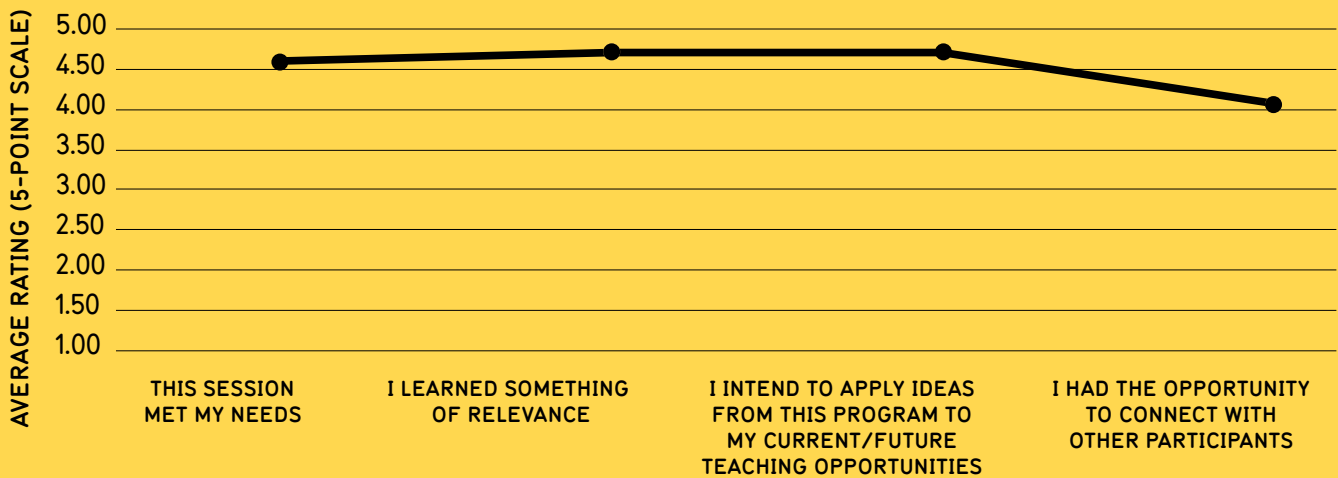 AVERAGE RATING (5-POINT SCALE)
5.00
4.50
4.00
3.50
3.00
2.50
2.00
1.50
1.00
THIS SESSION
MET MY NEEDS
I LEARNED SOMETHING
OF RELEVANCE
I INTEND TO APPLY IDEAS
FROM THIS PROGRAM TO
MY CURRENT/FUTURE
TEACHING OPPORTUNITIES
I HAD THE OPPORTUNITY
TO CONNECT WITH
OTHER PARTICIPANTS